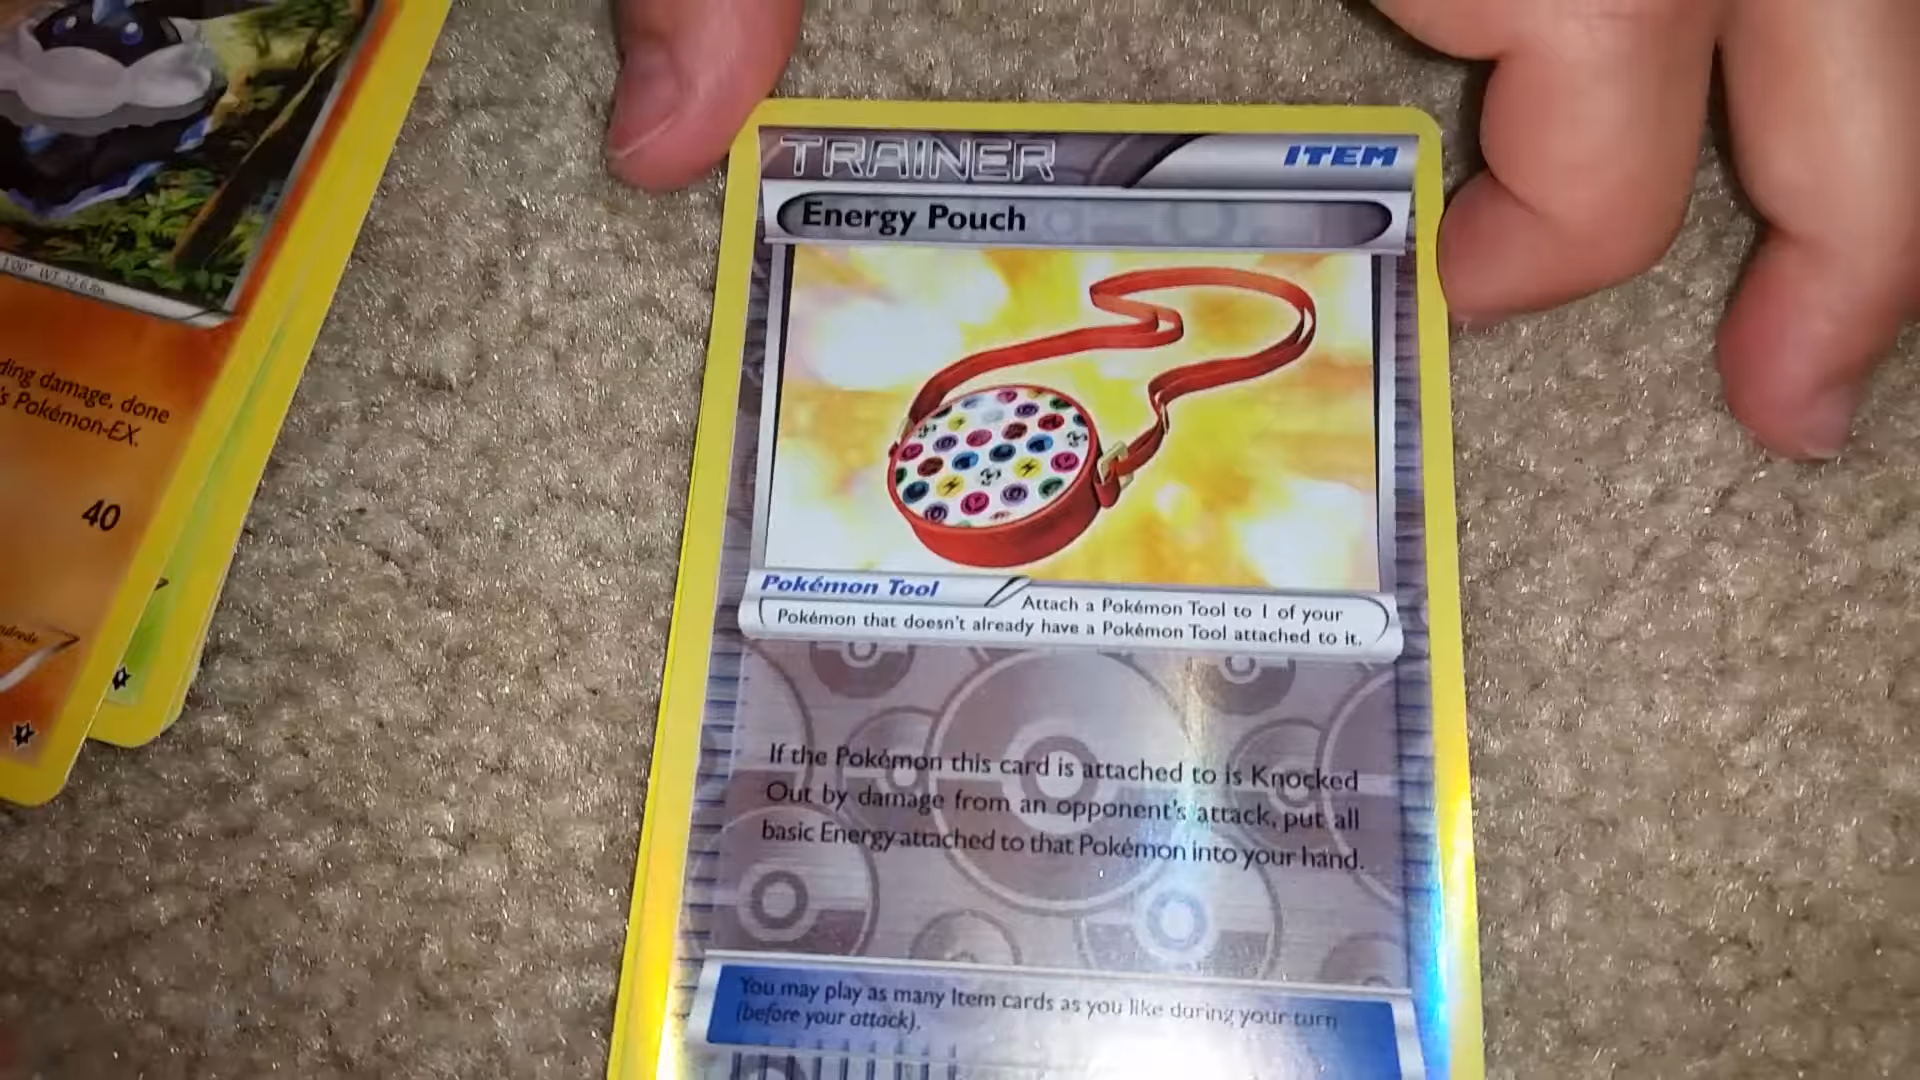 TRAINER
ITEM
Energy Pouch
Pokémon Tool
Attach a Pokémon Tool to 1 of your
Pokémon that doesn't already have a Pokémon Tool attached to it.
If the Pokémon this card is attached to is Knocked
Out by damage from an opponent's attack, put all
basic Energy attached to that Pokémon into your hand.
You may play as many Item cards as you like during your turn
(before your attack).
1'00" WT.
ding damage, done
's Pokémon-EX.
40